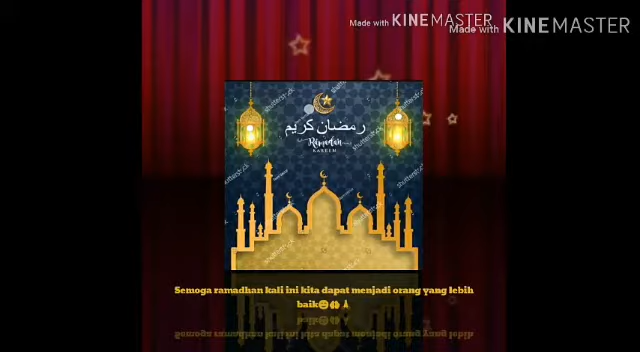 Made with KINEMASTER
Made with KINEMASTER
رمضان كريم
Ramadan
KAREEM
Semoga ramadhan kali ini kita dapat menjadi orang yang lebih
baik😊🤲🙏